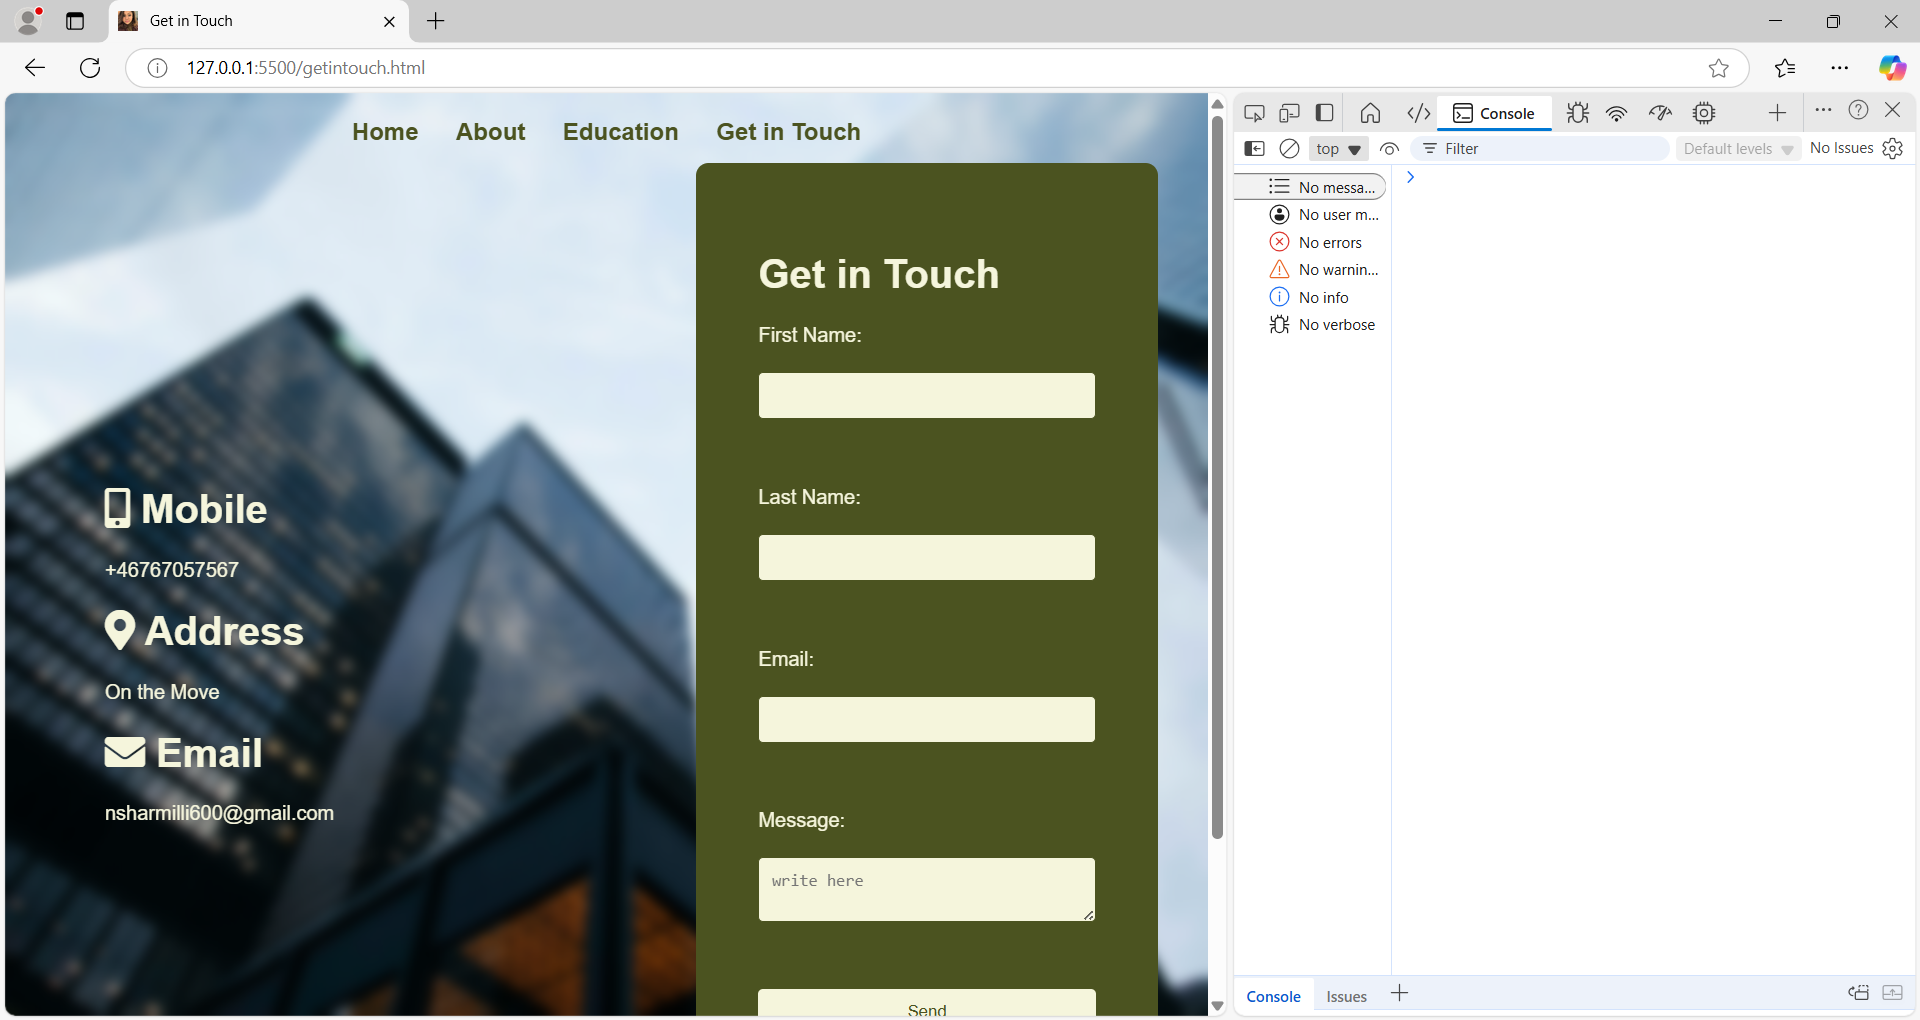 Get in Touch
127.0.0.1:5500/getintouch.html
Home About Education Get in Touch
Get in Touch
First Name:
Last Name:
Email:
Message:
write here
Send
Mobile
+46767057567
Address
On the Move
Email
nsharmilli600@gmail.com
Console
top Filter Default levels No Issues
No messa...
No user m...
No errors
No warnin...
No info
No verbose
Console Issues